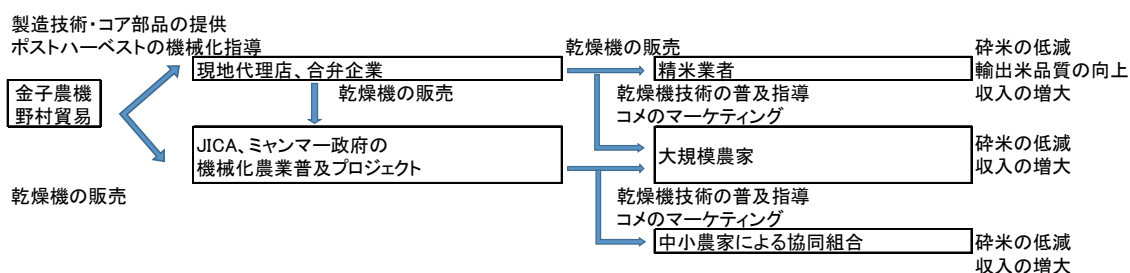 製造技術・コア部品の提供
ポストハーベストの機械化指導
乾燥機の販売
砕米の低減
現地代理店、合弁企業
精米業者
輸出米品質の向上
金子農機
野村貿易
乾燥機の販売
乾燥機技術の普及指導
コメのマーケティング
収入の増大
JICA、ミャンマー政府の
機械化農業普及プロジェクト
大規模農家
砕米の低減
収入の増大
乾燥機の販売
乾燥機技術の普及指導
コメのマーケティング
中小農家による協同組合
砕米の低減
収入の増大